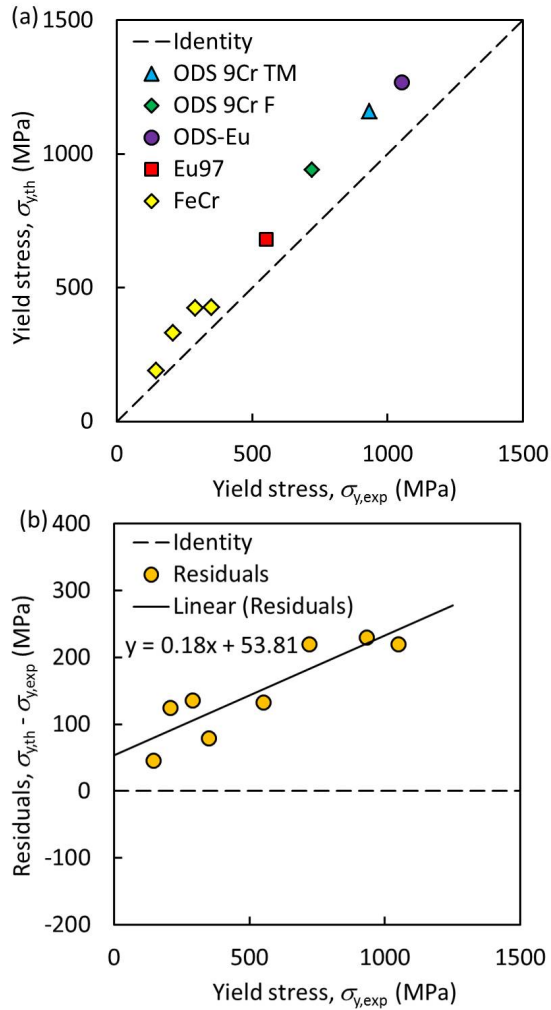 (a)
1500
1000
500
0
Yield stress, σy,th (MPa)
Identity
ODS 9Cr TM
ODS 9Cr F
ODS-Eu
Eu97
FeCr
0 500 1000 1500
Yield stress, σy,exp (MPa)
(b)
400
300
200
100
0
-100
-200
Residuals, σy,th - σy,exp (MPa)
Identity
Residuals
Linear (Residuals)
y = 0.18x + 53.81
0 500 1000 1500
Yield stress, σy,exp (MPa)